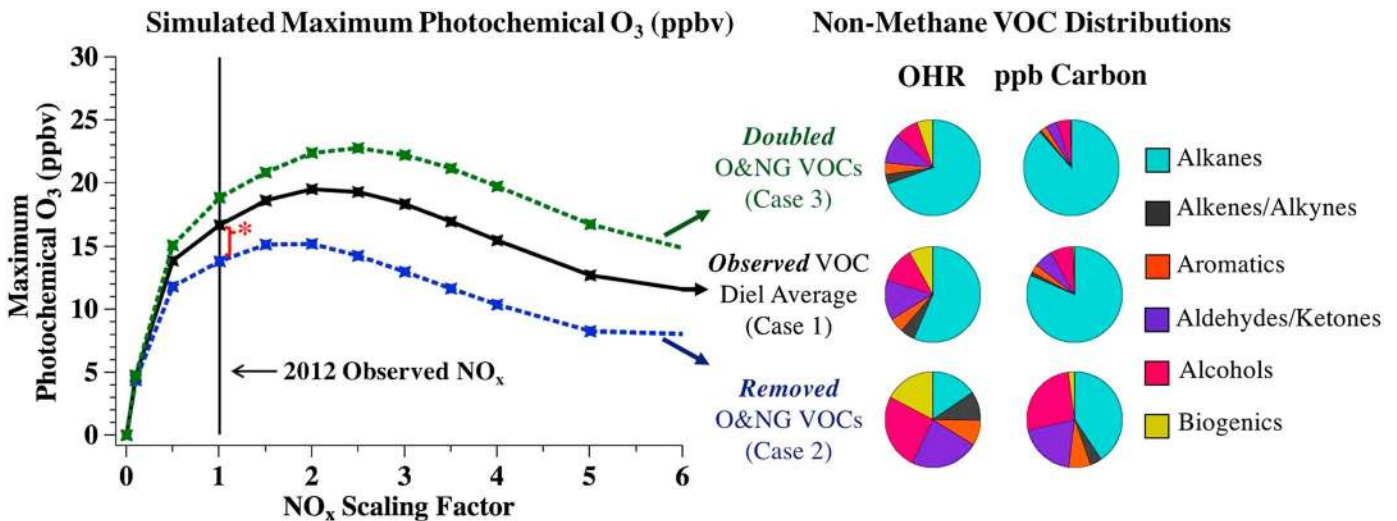 Simulated Maximum Photochemical O₃ (ppbv)
Maximum
Photochemical O₃ (ppbv)
30
25
20
15
10
5
0
*
2012 Observed NOₓ
0
1
2
3
4
5
6
NOₓ Scaling Factor
Doubled
O&NG VOCs
(Case 3)
Observed VOC
Diel Average
(Case 1)
Removed
O&NG VOCs
(Case 2)
Non-Methane VOC Distributions
OHR
ppb Carbon
Alkanes
Alkenes/Alkynes
Aromatics
Aldehydes/Ketones
Alcohols
Biogenics